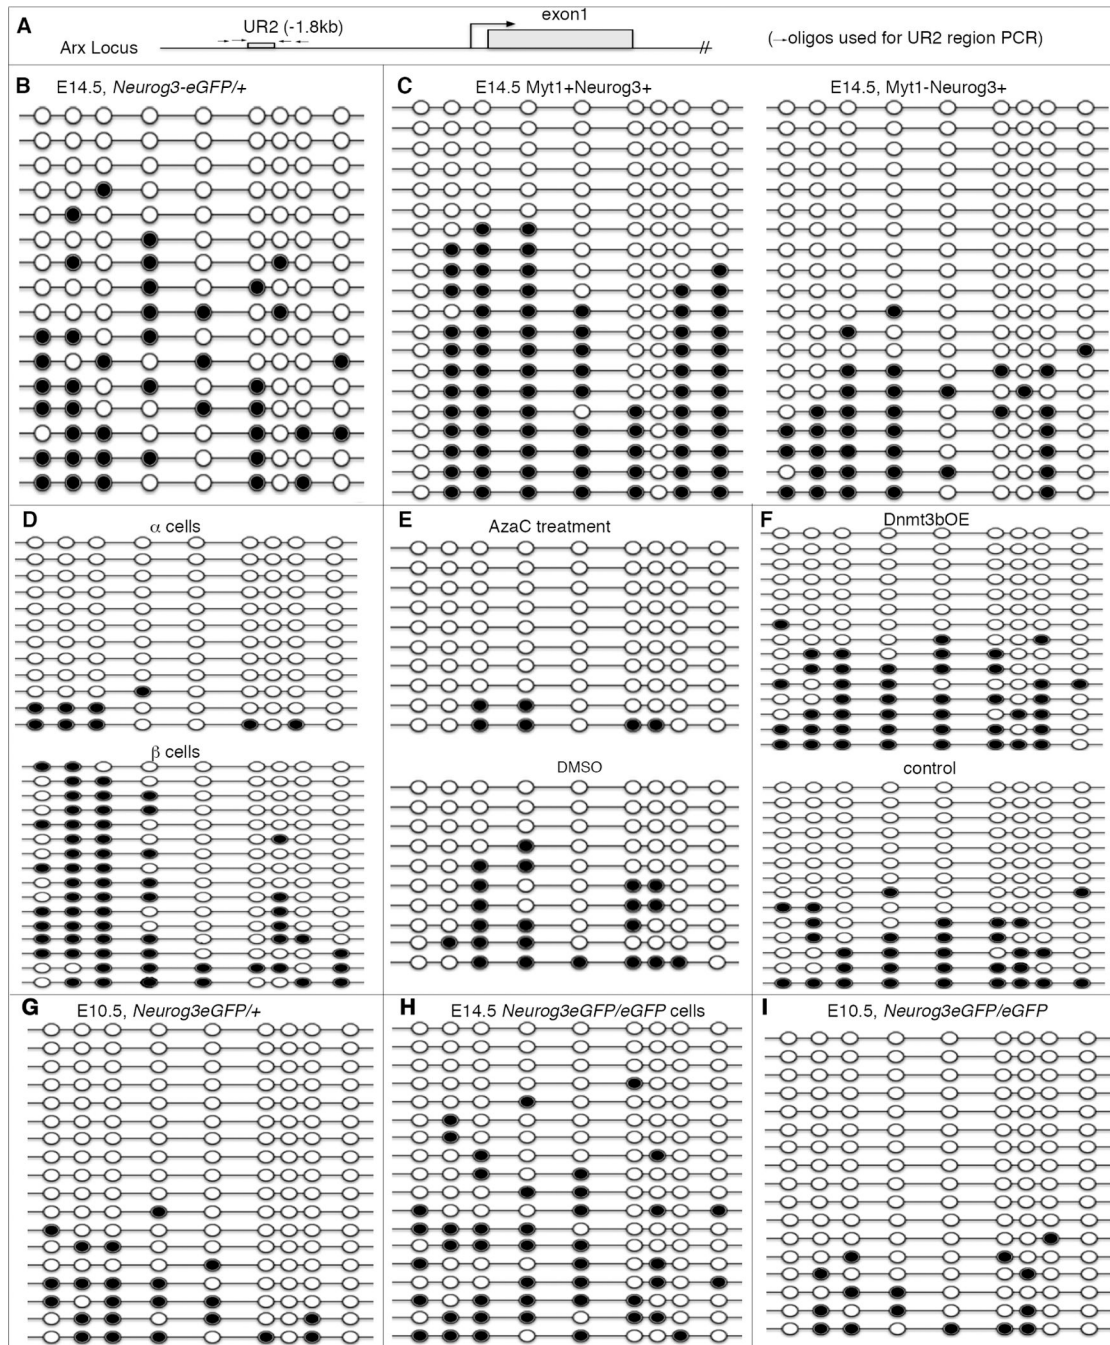 A
UR2 (-1.8kb)
exon1
Arx Locus
//
(→oligos used for UR2 region PCR)
B
E14.5, Neurog3-eGFP/+
C
E14.5 Myt1+Neurog3+
E14.5, Myt1-Neurog3+
D
α cells
β cells
E
AzaC treatment
DMSO
F
Dnmt3bOE
control
G
E10.5, Neurog3eGFP/+
H
E14.5 Neurog3eGFP/eGFP cells
I
E10.5, Neurog3eGFP/eGFP